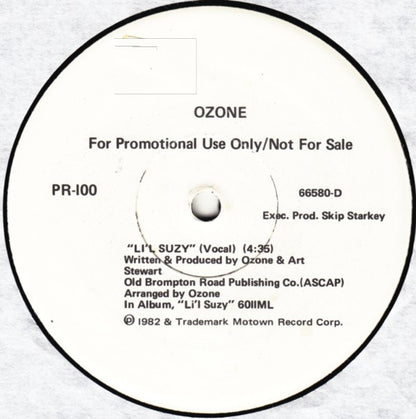 OZONE
For Promotional Use Only/Not For Sale
PR-100
66580-D
Exec. Prod. Skip Starkey
"LI'L SUZY" (Vocal) (4:35)
Written & Produced by Ozone & Art
Stewart
Old Brompton Road Publishing Co.(ASCAP)
Arranged by Ozone
In Album, "Li'l Suzy" 6011ML
℗ 1982 & Trademark Motown Record Corp.